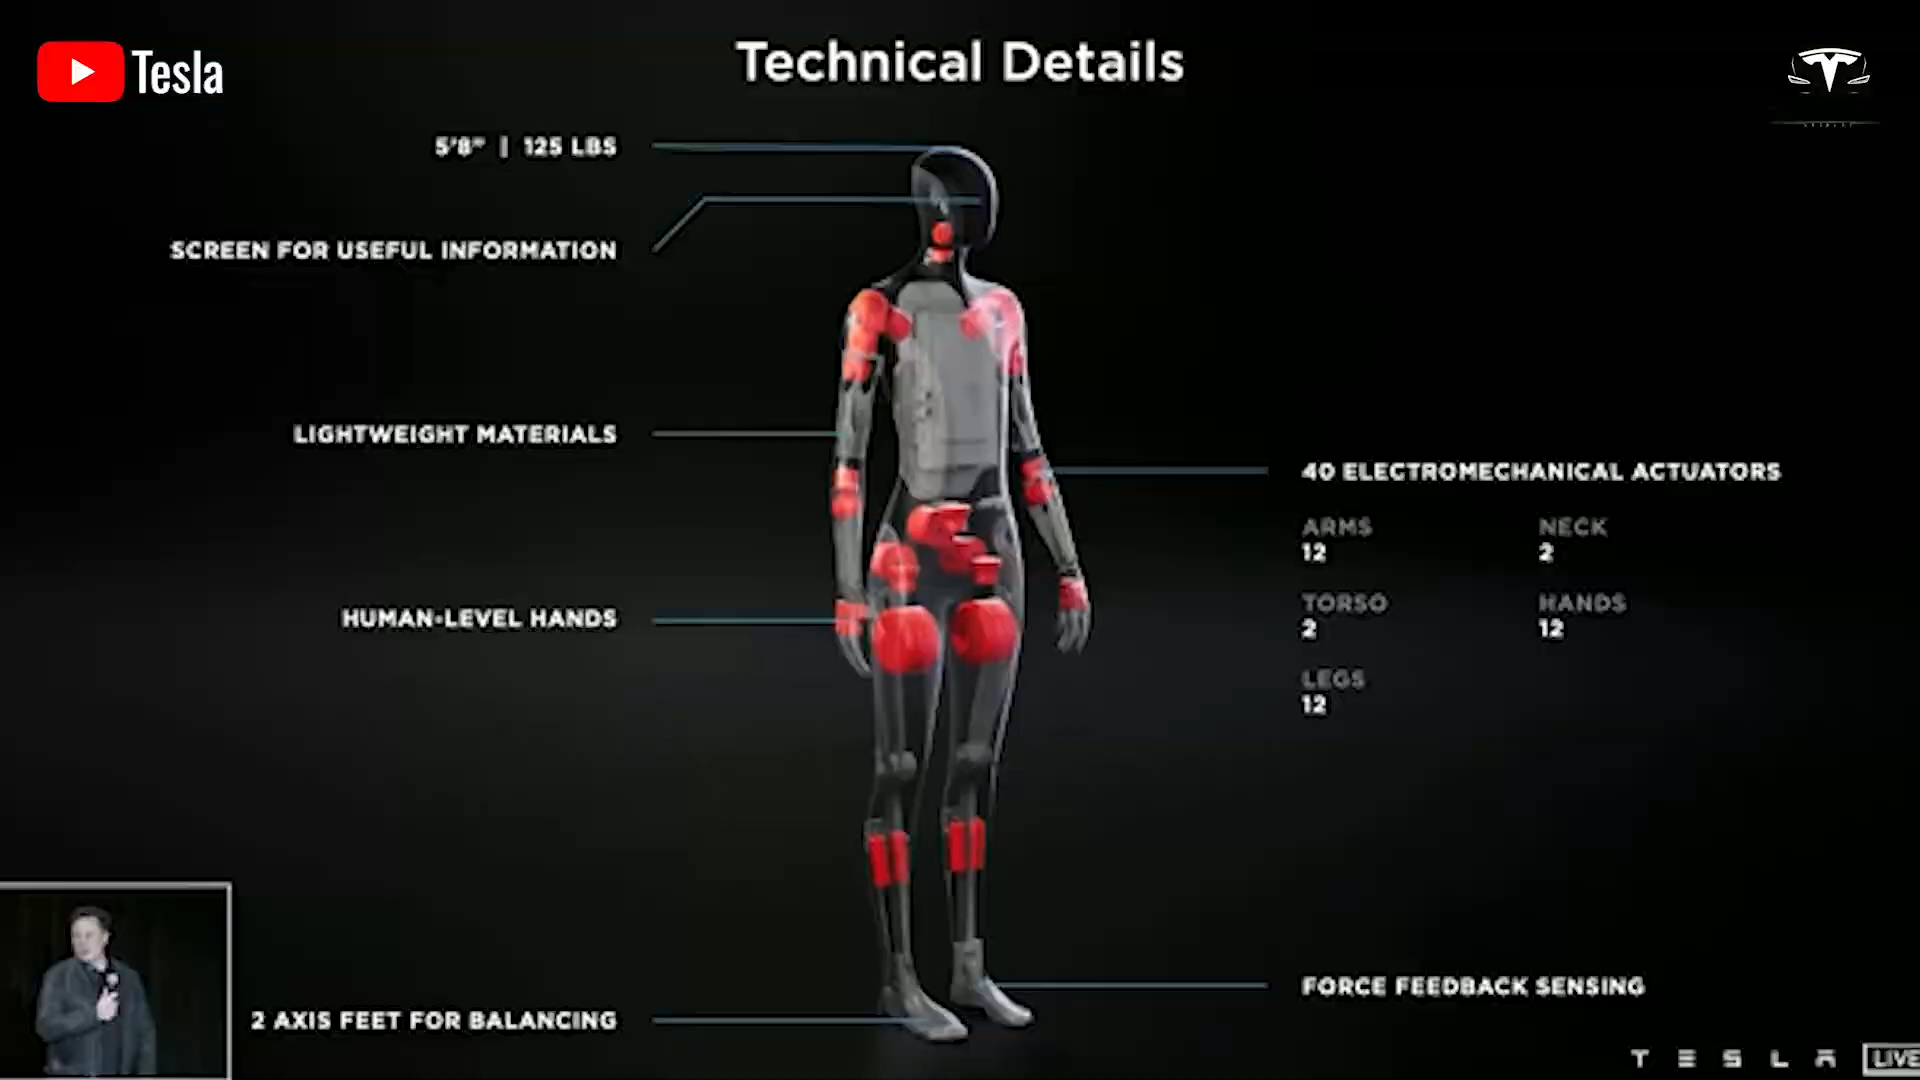 Tesla
Technical Details
5'8" | 125 LBS
SCREEN FOR USEFUL INFORMATION
LIGHTWEIGHT MATERIALS
HUMAN-LEVEL HANDS
2 AXIS FEET FOR BALANCING
40 ELECTROMECHANICAL ACTUATORS
ARMS NECK
12 2
TORSO HANDS
2 12
LEGS
12
FORCE FEEDBACK SENSING
TESLA LIVE